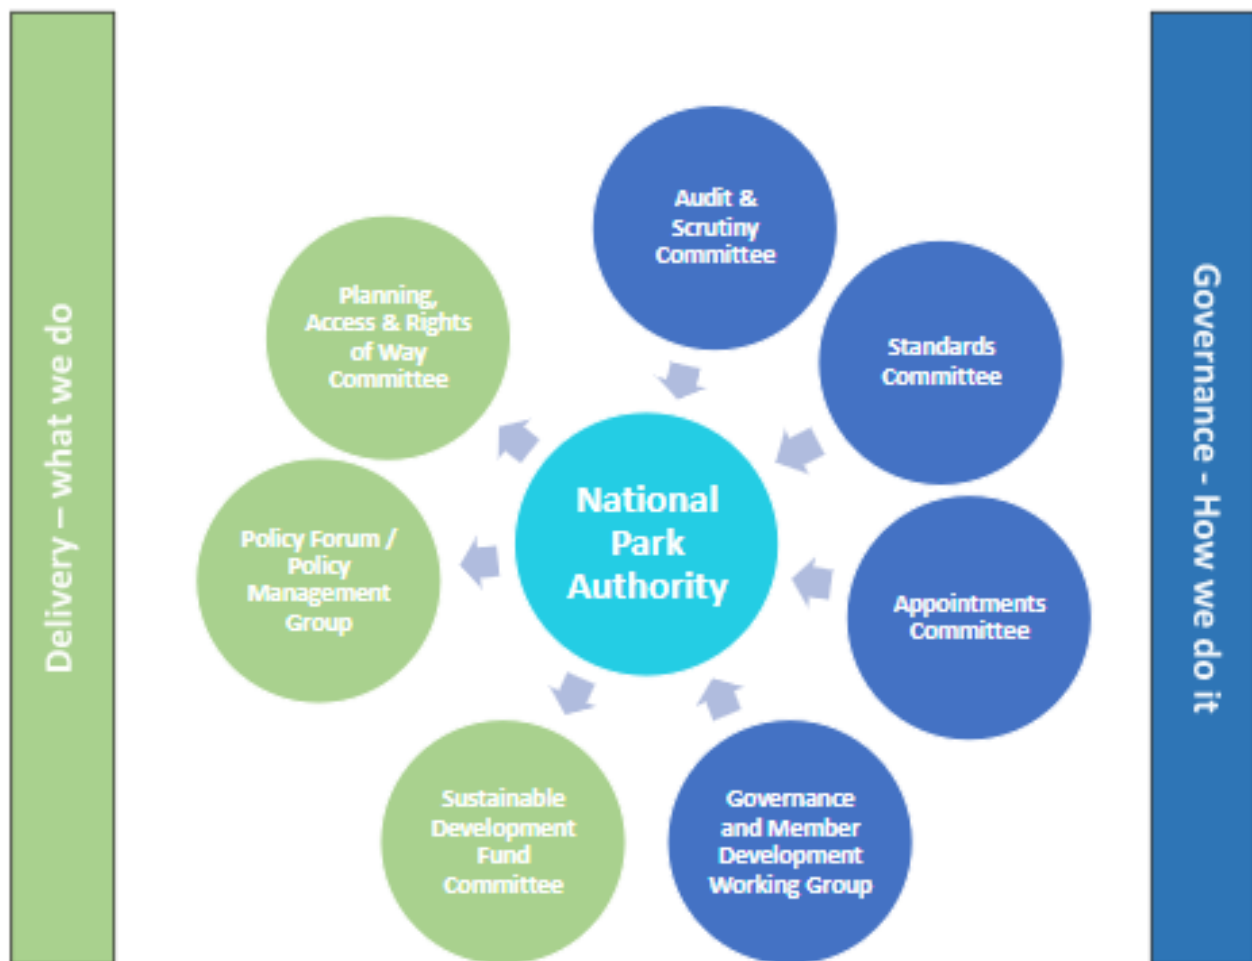 Delivery – what we do
Audit &
Scrutiny
Committee
Planning,
Access & Rights
of Way
Committee
Standards
Committee
National
Park
Authority
Policy Forum /
Policy
Management
Group
Appointments
Committee
Sustainable
Development
Fund
Committee
Governance
and Member
Development
Working Group
Governance - How we do it